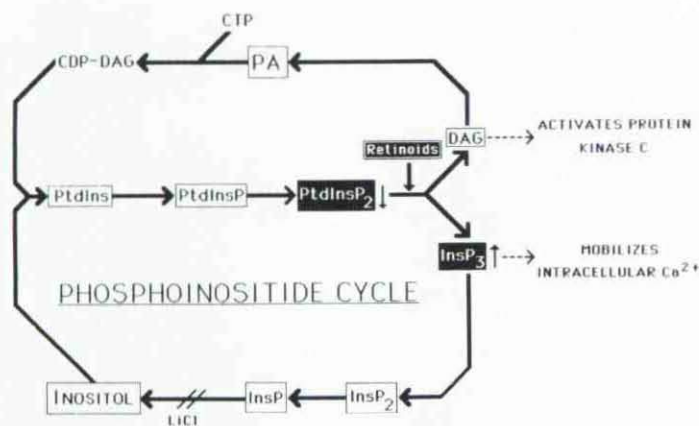 CTP
CDP-DAG
PA
DAG
ACTIVATES PROTEIN
KINASE C
Retinoids
PtdIns
PtdInsP
PtdInsP₂ ↓
InsP₃ ↑
MOBILIZES
INTRACELLULAR Ca²⁺
PHOSPHOINOSITIDE CYCLE
INOSITOL
LiCl
InsP
InsP₂